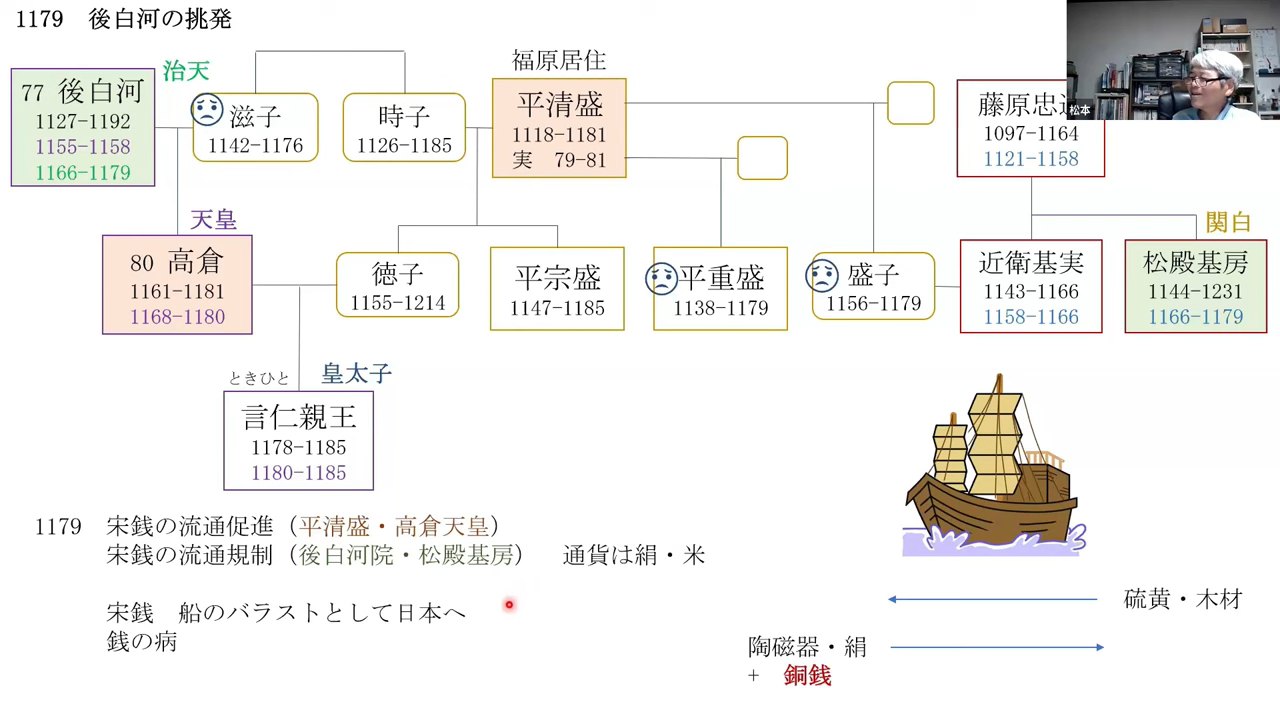 1179 後白河の挑発
治天
77 後白河
1127-1192
1155-1158
1166-1179
滋子
1142-1176
時子
1126-1185
福原居住
平清盛
1118-1181
実 79-81
藤原忠
1097-1164
1121-1158
松本
天皇
80 高倉
1161-1181
1168-1180
徳子
1155-1214
平宗盛
1147-1185
平重盛
1138-1179
盛子
1156-1179
近衛基実
1143-1166
1158-1166
関白
松殿基房
1144-1231
1166-1179
ときひと
皇太子
言仁親王
1178-1185
1180-1185
1179 宋銭の流通促進（平清盛・高倉天皇）
宋銭の流通規制（後白河院・松殿基房） 通貨は絹・米
宋銭 船のバラストとして日本へ
銭の病
硫黄・木材
陶磁器・絹
+ 銅銭